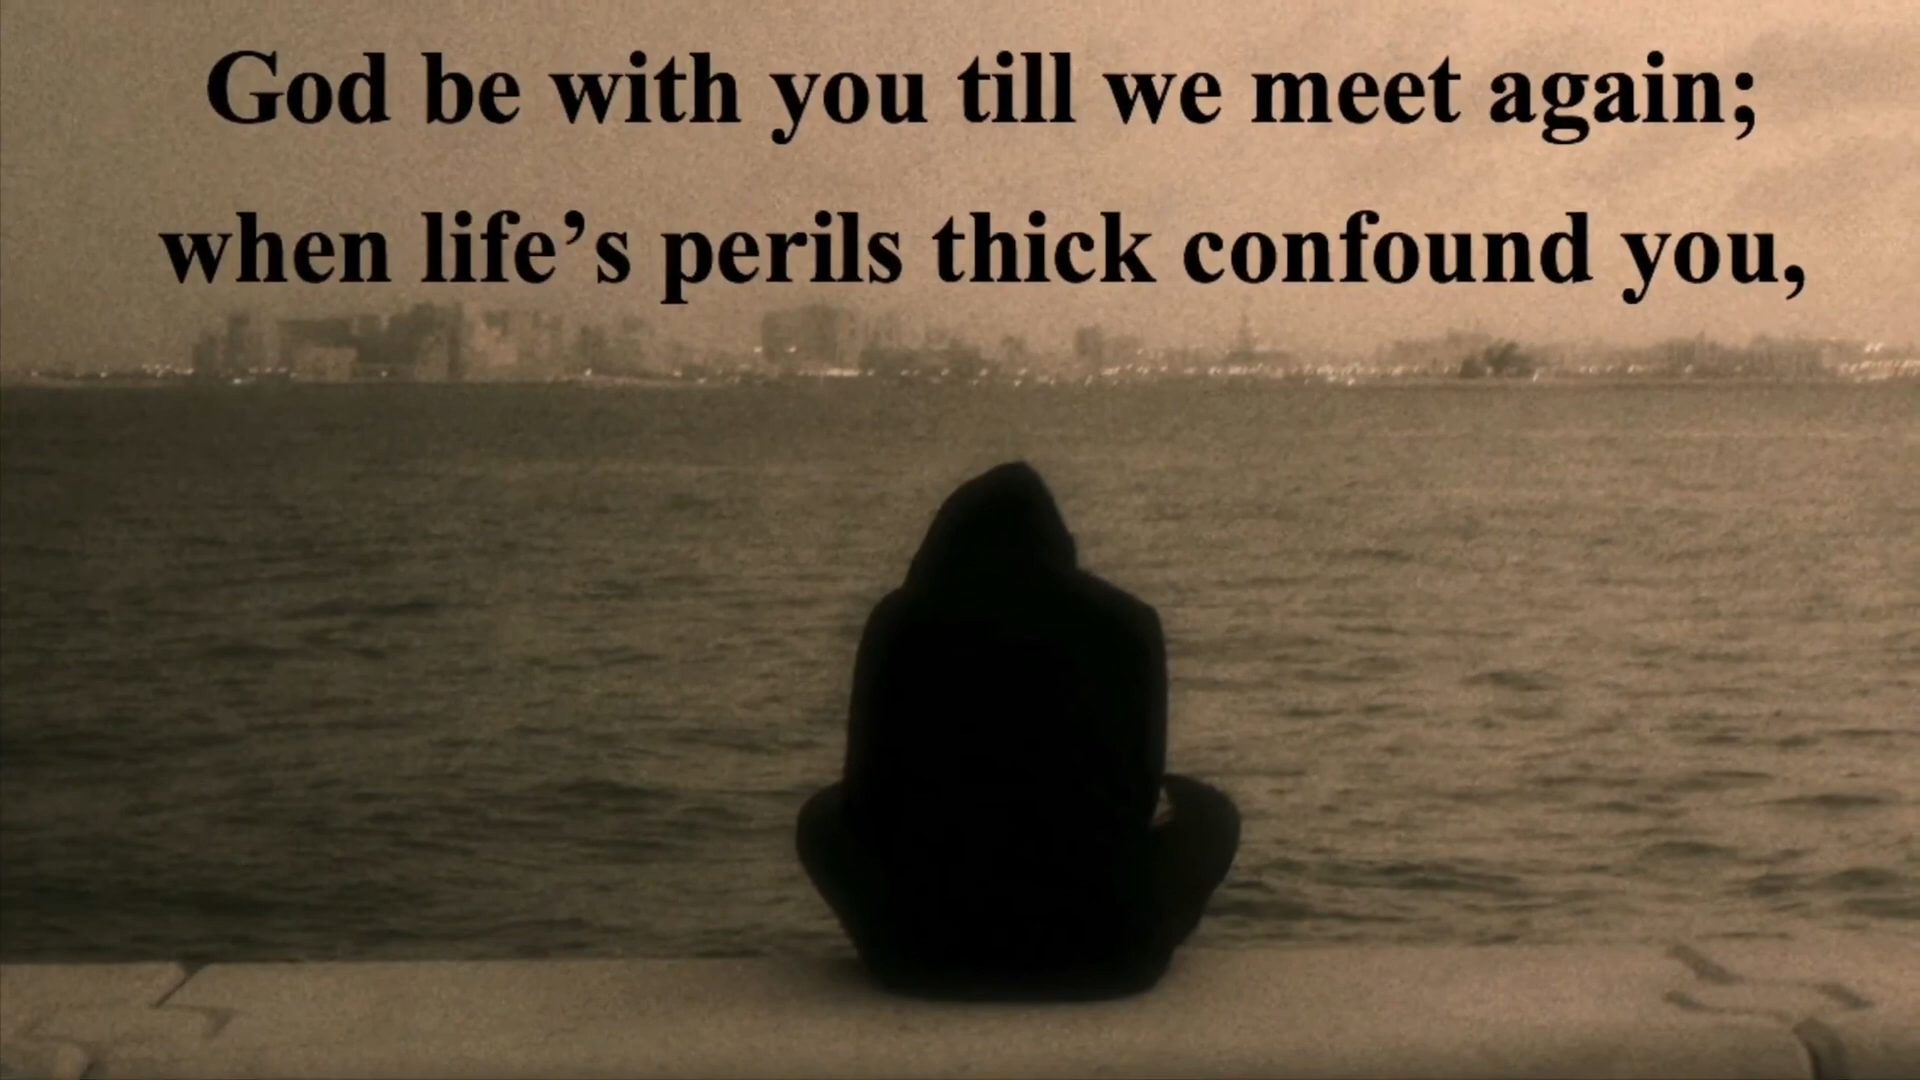 God be with you till we meet again;
when life’s perils thick confound you,